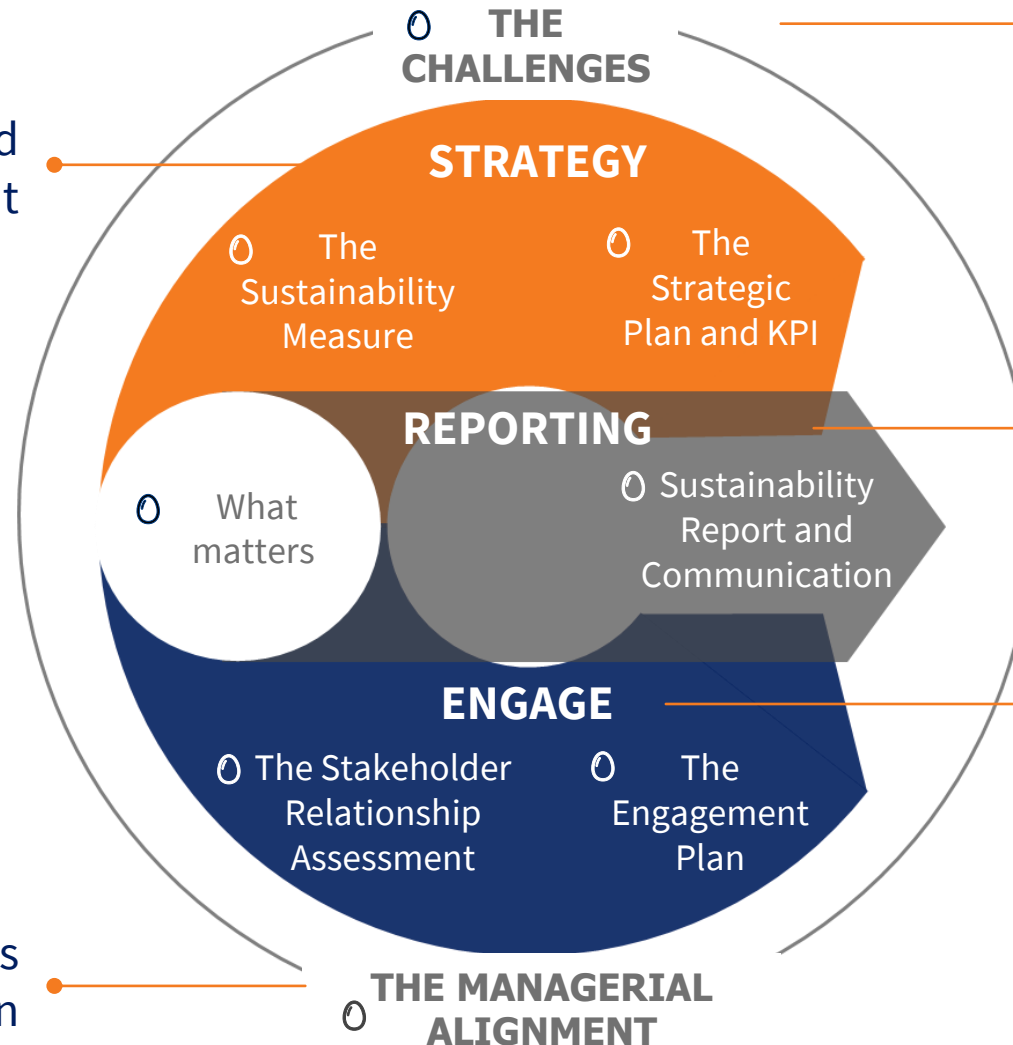 THE
CHALLENGES
STRATEGY
The
Sustainability
Measure
The
Strategic
Plan and KPI
REPORTING
What
matters
Sustainability
Report and
Communication
ENGAGE
The Stakeholder
Relationship
Assessment
The
Engagement
Plan
THE MANAGERIAL
ALIGNMENT